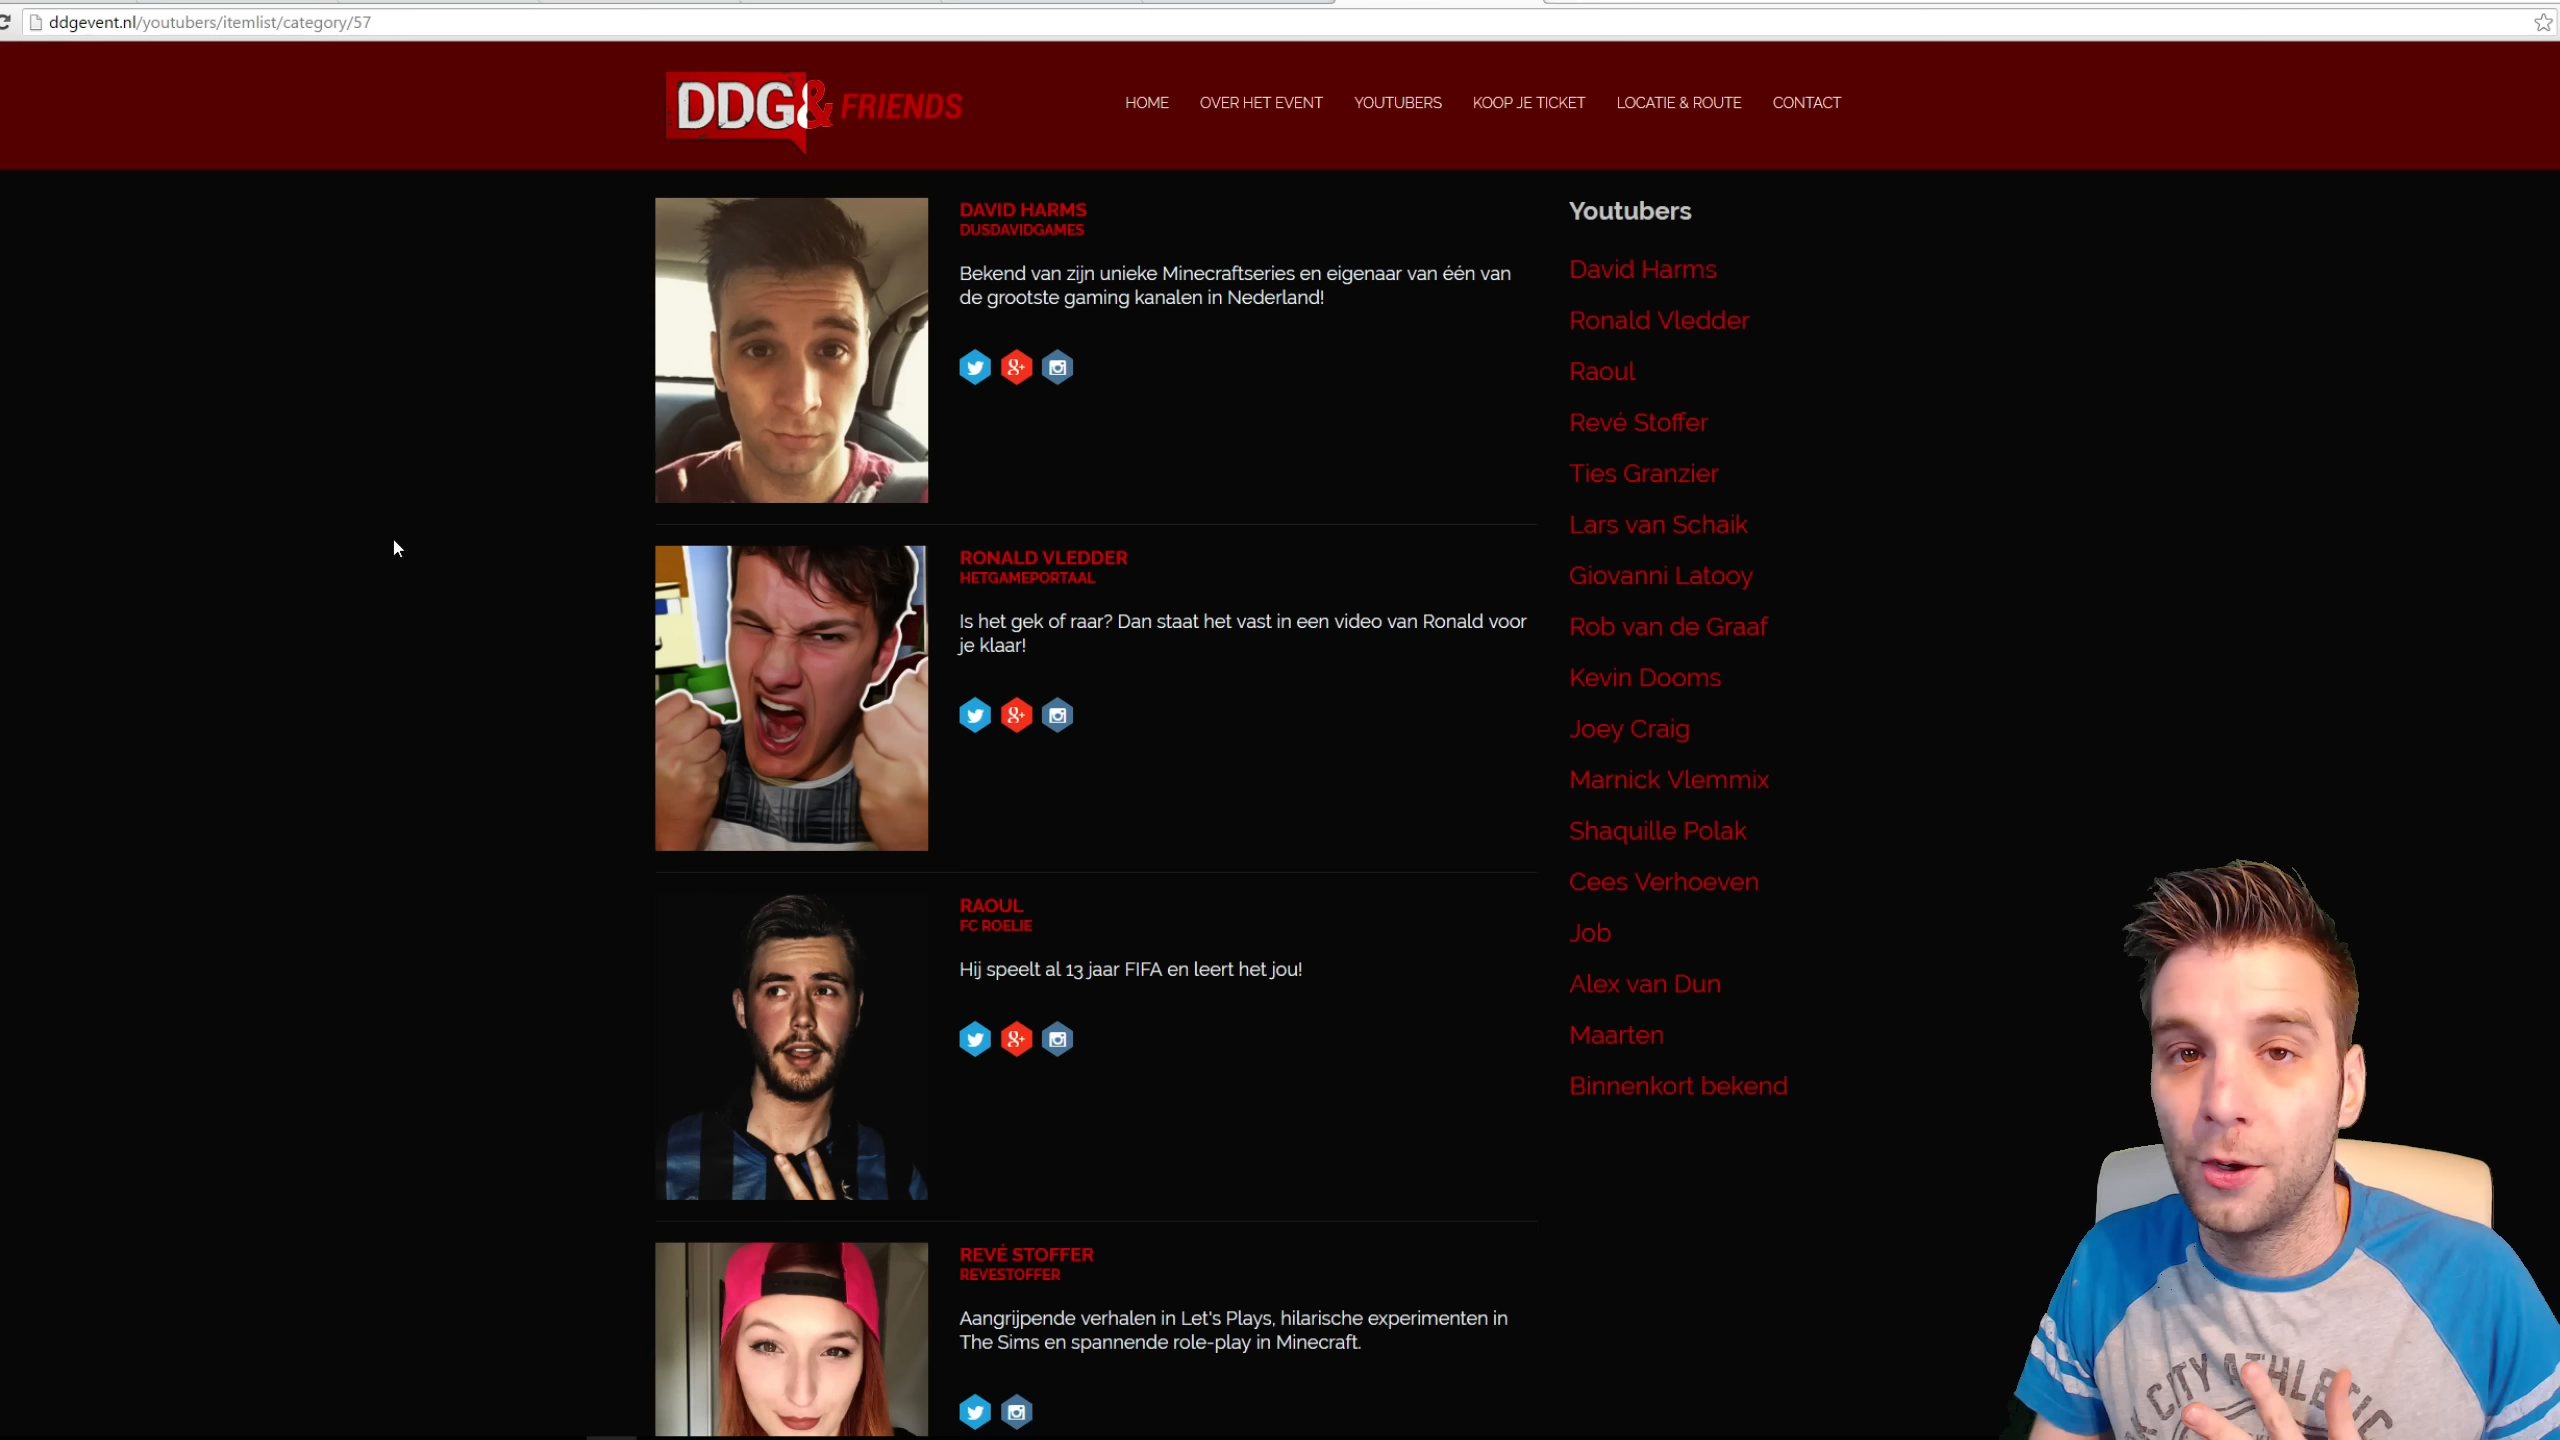 ddgevent.nl/youtubers/itemlist/category/57
DDG& FRIENDS
HOME OVER HET EVENT YOUTUBERS KOOP JE TICKET LOCATIE & ROUTE CONTACT
DAVID HARMS
DUSDAVIDGAMES
Bekend van zijn unieke Minecraftseries en eigenaar van één van
de grootste gaming kanalen in Nederland!
RONALD VLEDDER
HETGAMEPORTAAL
Is het gek of raar? Dan staat het vast in een video van Ronald voor
je klaar!
RAOUL
FC ROELIE
Hij speelt al 13 jaar FIFA en leert het jou!
REVÉ STOFFER
REVESTOFFER
Aangrijpende verhalen in Let's Plays, hilarische experimenten in
The Sims en spannende role-play in Minecraft.
Youtubers
David Harms
Ronald Vledder
Raoul
Revé Stoffer
Ties Granzier
Lars van Schaik
Giovanni Latooy
Rob van de Graaf
Kevin Dooms
Joey Craig
Marnick Vlemmix
Shaquille Polak
Cees Verhoeven
Job
Alex van Dun
Maarten
Binnenkort bekend
CITY ATHLETIC